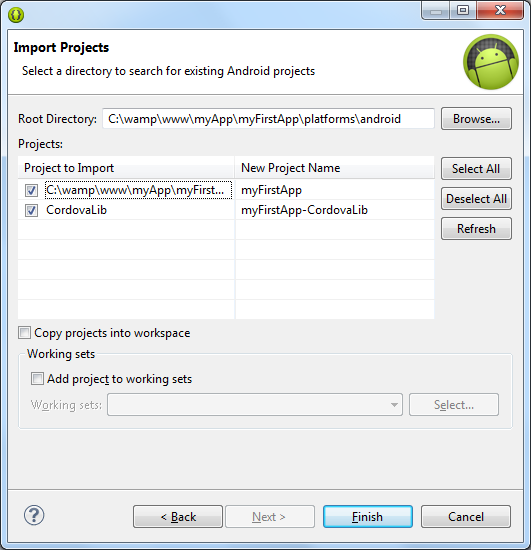 Import Projects
Select a directory to search for existing Android projects
Root Directory: C:\wamp\www\myApp\myFirstApp\platforms\android Browse...
Projects:
Project to Import New Project Name Select All
C:\wamp\www\myApp\myFirst... myFirstApp Deselect All
CordovaLib myFirstApp-CordovaLib
Refresh
Copy projects into workspace
Working sets
Add project to working sets
Working sets: Select...
? < Back Next > Finish Cancel